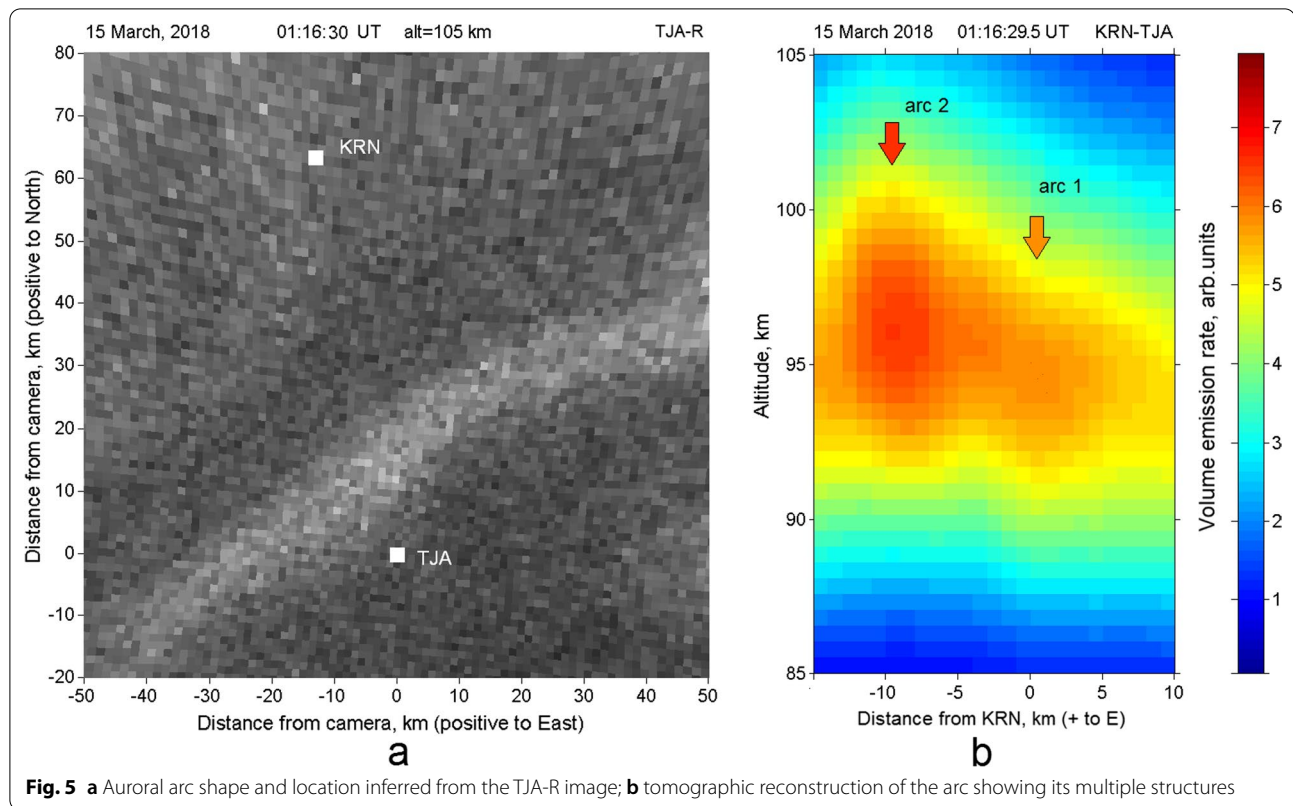 15 March, 2018 01:16:30 UT alt=105 km TJA-R
80
70
60
50
40
30
20
10
0
-10
-20
Distance from camera, km (positive to North)
KRN
TJA
-50 -40 -30 -20 -10 0 10 20 30 40 50
Distance from camera, km (positive to East)
a
15 March 2018 01:16:29.5 UT KRN-TJA
105
100
95
90
85
Altitude, km
arc 2
arc 1
-10 -5 0 5 10
Distance from KRN, km (+ to E)
b
7
6
5
4
3
2
1
Volume emission rate, arb.units
Fig. 5 a Auroral arc shape and location inferred from the TJA-R image; b tomographic reconstruction of the arc showing its multiple structures